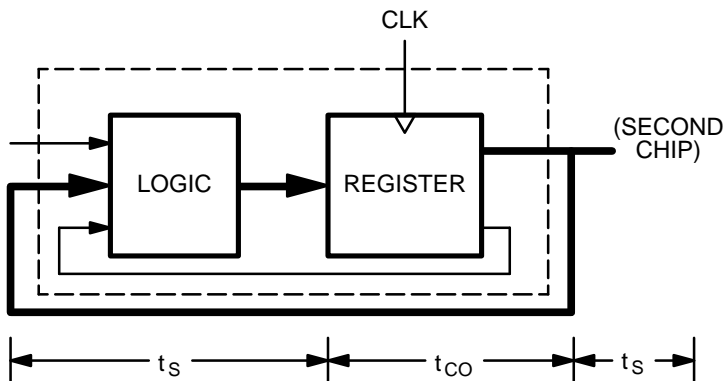 CLK
(SECOND
CHIP)
LOGIC
REGISTER
tS
tCO
tS